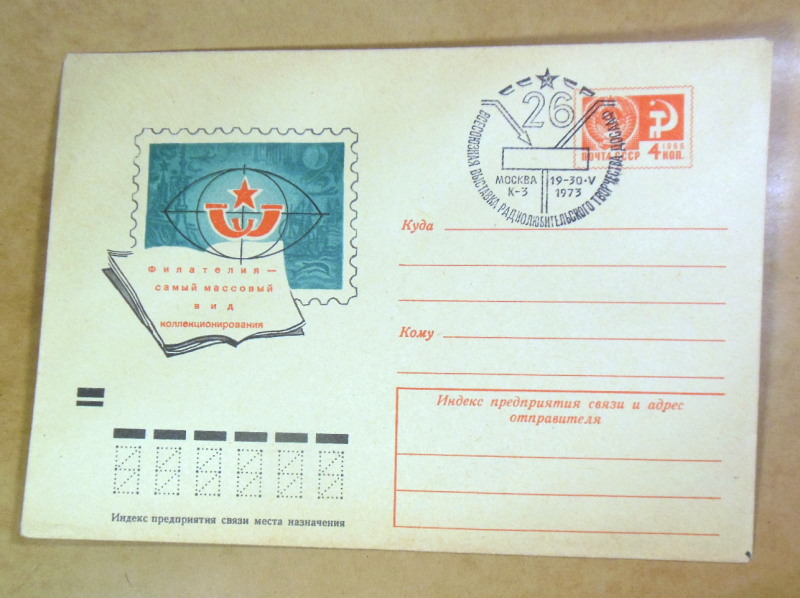 26
ВСЕСОЮЗНАЯ ВЫСТАВКА РАДИОЛЮБИТЕЛЬСКОГО ТВОРЧЕСТВА ДОСААФ
МОСКВА 19-30·V
К-3 1973
1966
ПОЧТА СССР 4 КОП.
Филателия —
самый массовый
вид
коллекционирования
Куда
Кому
Индекс предприятия связи и адрес
отправителя
Индекс предприятия связи места назначения